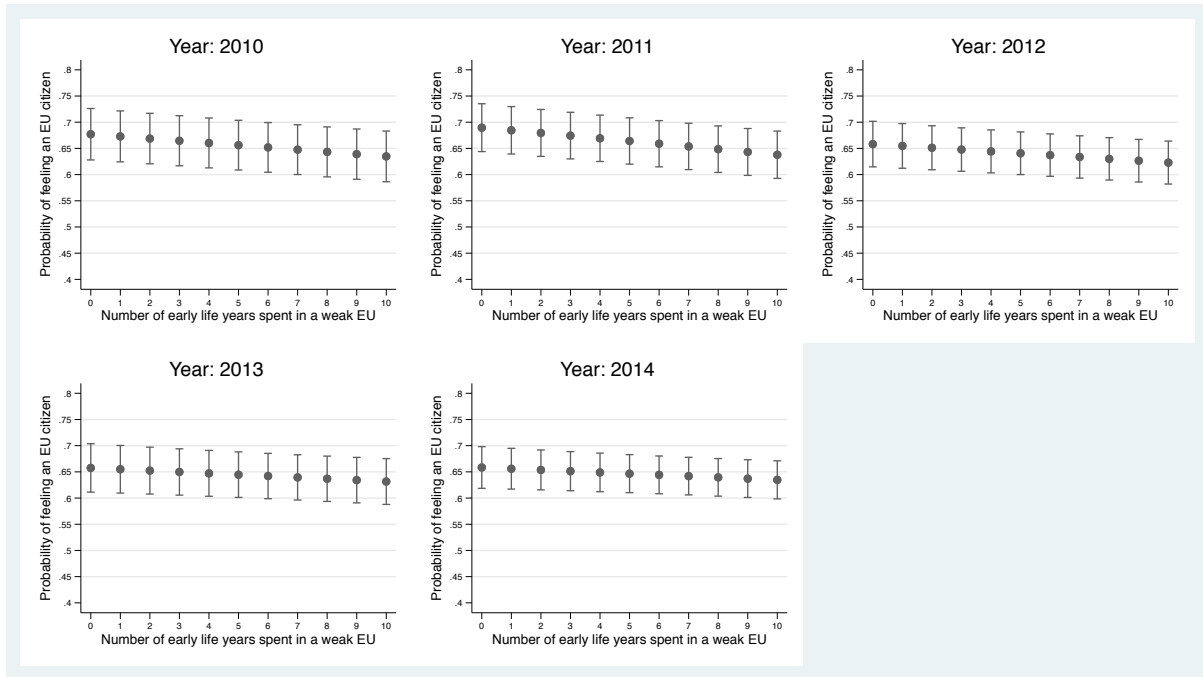 Year: 2010
Probability of feeling an EU citizen
.8
.75
.7
.65
.6
.55
.5
.45
.4
0 1 2 3 4 5 6 7 8 9 10
Number of early life years spent in a weak EU
Year: 2011
Probability of feeling an EU citizen
.8
.75
.7
.65
.6
.55
.5
.45
.4
0 1 2 3 4 5 6 7 8 9 10
Number of early life years spent in a weak EU
Year: 2012
Probability of feeling an EU citizen
.8
.75
.7
.65
.6
.55
.5
.45
.4
0 1 2 3 4 5 6 7 8 9 10
Number of early life years spent in a weak EU
Year: 2013
Probability of feeling an EU citizen
.8
.75
.7
.65
.6
.55
.5
.45
.4
0 1 2 3 4 5 6 7 8 9 10
Number of early life years spent in a weak EU
Year: 2014
Probability of feeling an EU citizen
.8
.75
.7
.65
.6
.55
.5
.45
.4
0 1 2 3 4 5 6 7 8 9 10
Number of early life years spent in a weak EU